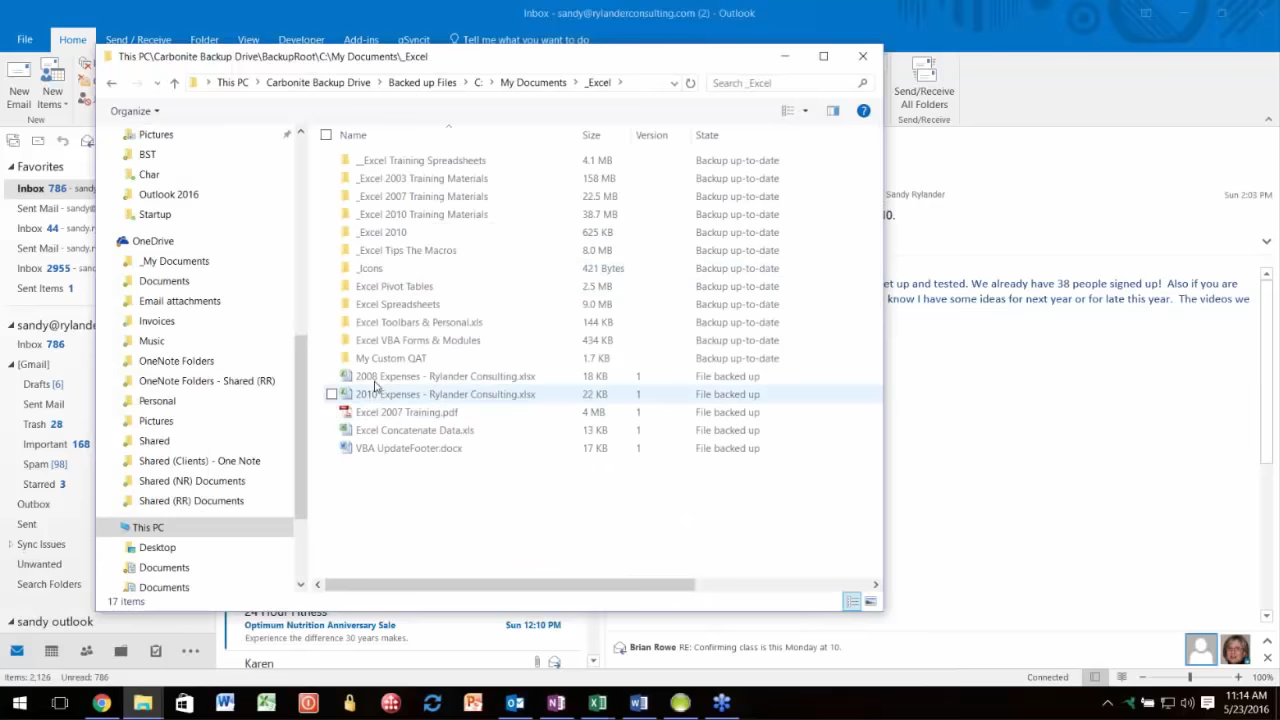 Inbox - sandy@rylanderconsulting.com (2) - Outlook
File Home Send / Receive Folder View Developer Add-ins gSyncit Tell me what you want to do
New Email
New Items
New
Send/Receive All Folders
Send/Receive
This PC\Carbonite Backup Drive\BackupRoot\C:\My Documents\_Excel
This PC > Carbonite Backup Drive > Backed up Files > C: > My Documents > _Excel >
Search _Excel
Organize
Name Size Version State
__Excel Training Spreadsheets 4.1 MB Backup up-to-date
_Excel 2003 Training Materials 158 MB Backup up-to-date
_Excel 2007 Training Materials 22.5 MB Backup up-to-date
_Excel 2010 Training Materials 38.7 MB Backup up-to-date
_Excel 2010 625 KB Backup up-to-date
_Excel Tips The Macros 8.0 MB Backup up-to-date
_Icons 421 Bytes Backup up-to-date
Excel Pivot Tables 2.5 MB Backup up-to-date
Excel Spreadsheets 9.0 MB Backup up-to-date
Excel Toolbars & Personal.xls 144 KB Backup up-to-date
Excel VBA Forms & Modules 434 KB Backup up-to-date
My Custom QAT 1.7 KB Backup up-to-date
2008 Expenses - Rylander Consulting.xlsx 18 KB 1 File backed up
2010 Expenses - Rylander Consulting.xlsx 22 KB 1 File backed up
Excel 2007 Training.pdf 4 MB 1 File backed up
Excel Concatenate Data.xls 13 KB 1 File backed up
VBA UpdateFooter.docx 17 KB 1 File backed up
Pictures
BST
Char
Outlook 2016
Startup
OneDrive
_My Documents
Documents
Email attachments
Invoices
Music
OneNote Folders
OneNote Folders - Shared (RR)
Personal
Pictures
Shared
Shared (Clients) - One Note
Shared (NR) Documents
Shared (RR) Documents
This PC
Desktop
Documents
Documents
17 items
Favorites
Inbox 786 - sandy
Sent Mail - sandy@
Inbox 44 - sandy.r
Sent Mail - sandy.
Inbox 2955 - sand
Sent Items 1
sandy@ryland
Inbox 786
[Gmail]
Drafts [6]
Sent Mail
Trash 28
Important 168
Spam [98]
Starred 3
Outbox
Sent
Sync Issues
Unwanted
Search Folders
sandy outlook
Sandy Rylander
Sun 2:03 PM
10.
et up and tested. We already have 38 people signed up! Also if you are
know I have some ideas for next year or for late this year. The videos we
24 Hour Fitness
Optimum Nutrition Anniversary Sale Sun 12:10 PM
Experience the difference 30 years makes.
Karen
Brian Rowe RE: Confirming class is this Monday at 10.
Items: 2,126 Unread: 786
Connected
100%
11:14 AM
5/23/2016